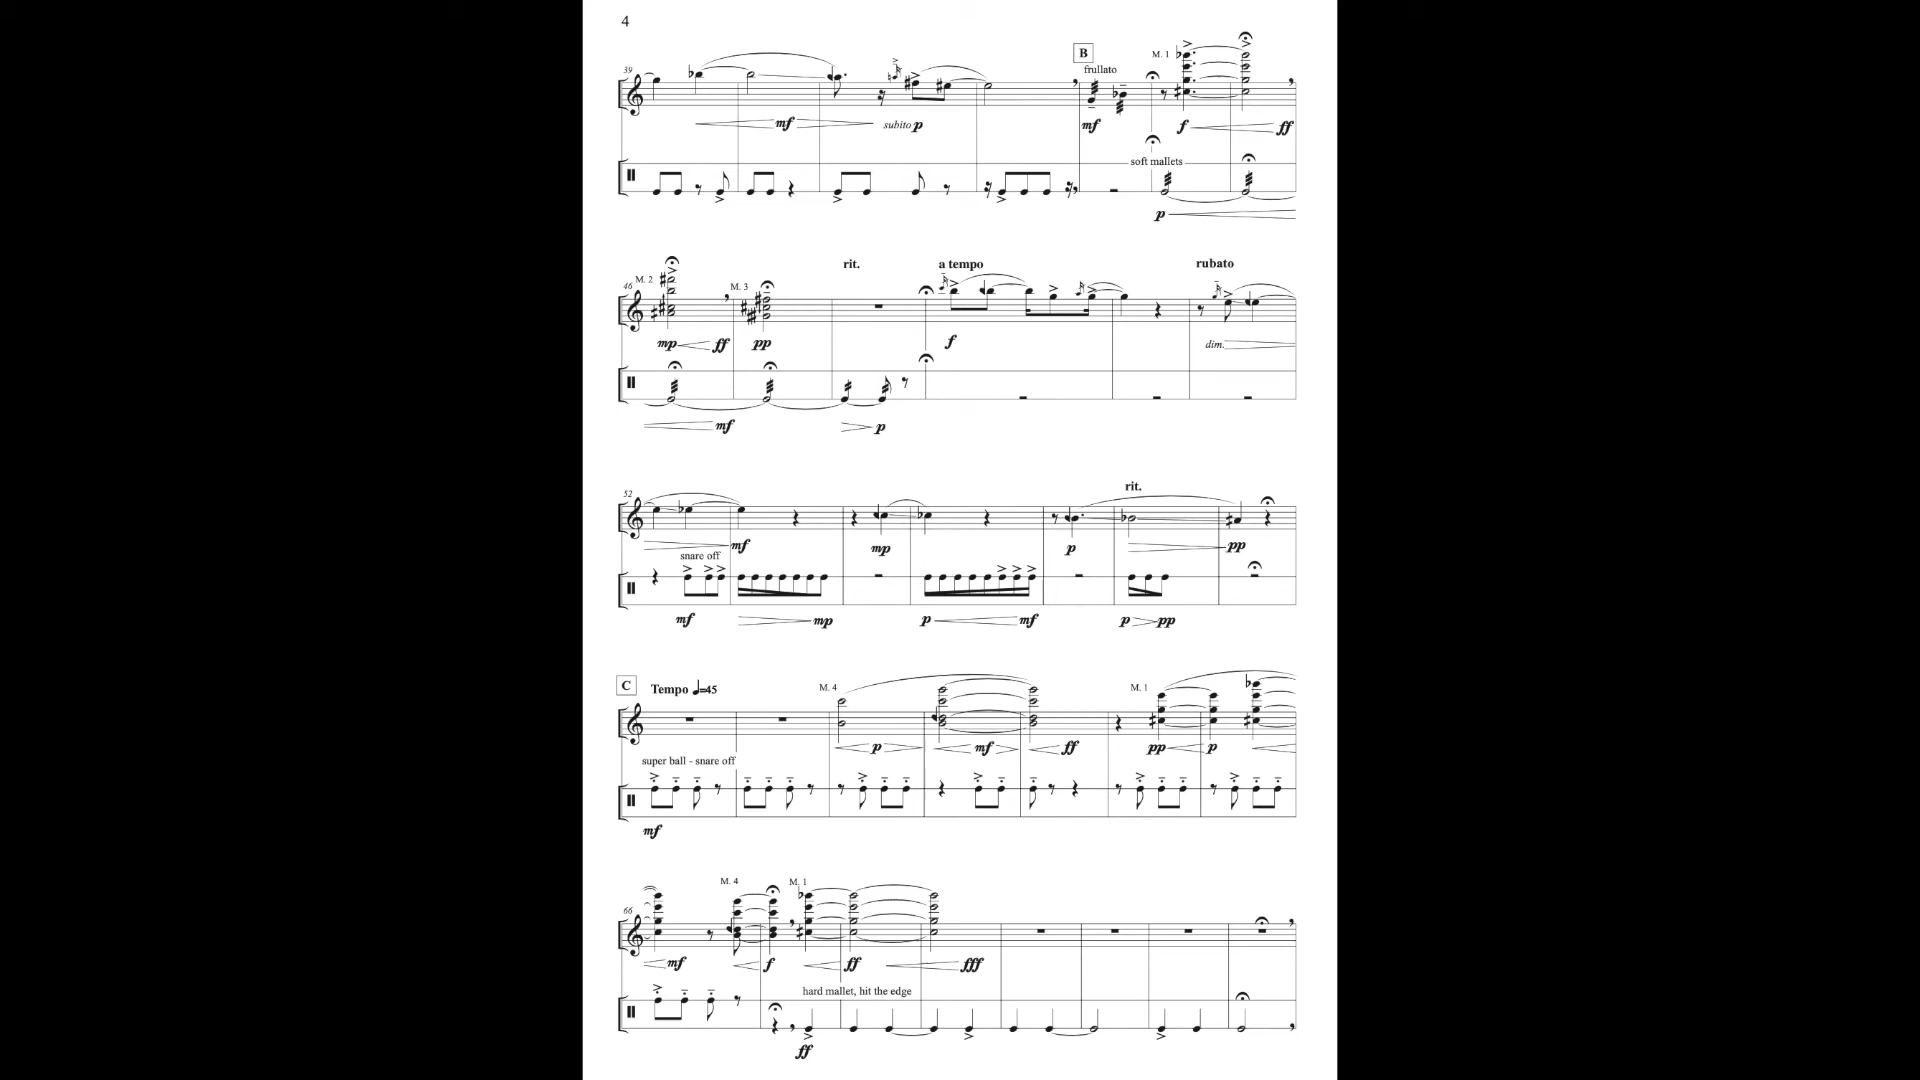 4
B
39
frullato
M. 1
mf
subito p
mf
f
ff
soft mallets
p
rit.
a tempo
rubato
46
M. 2
M. 3
mp
ff
pp
f
dim.
mf
p
rit.
52
mf
mp
p
pp
snare off
mf
mp
p
mf
p
pp
C
Tempo ♩=45
M. 4
M. 1
p
mf
ff
pp
p
super ball - snare off
mf
66
M. 4
M. 1
mf
f
ff
fff
hard mallet, hit the edge
ff